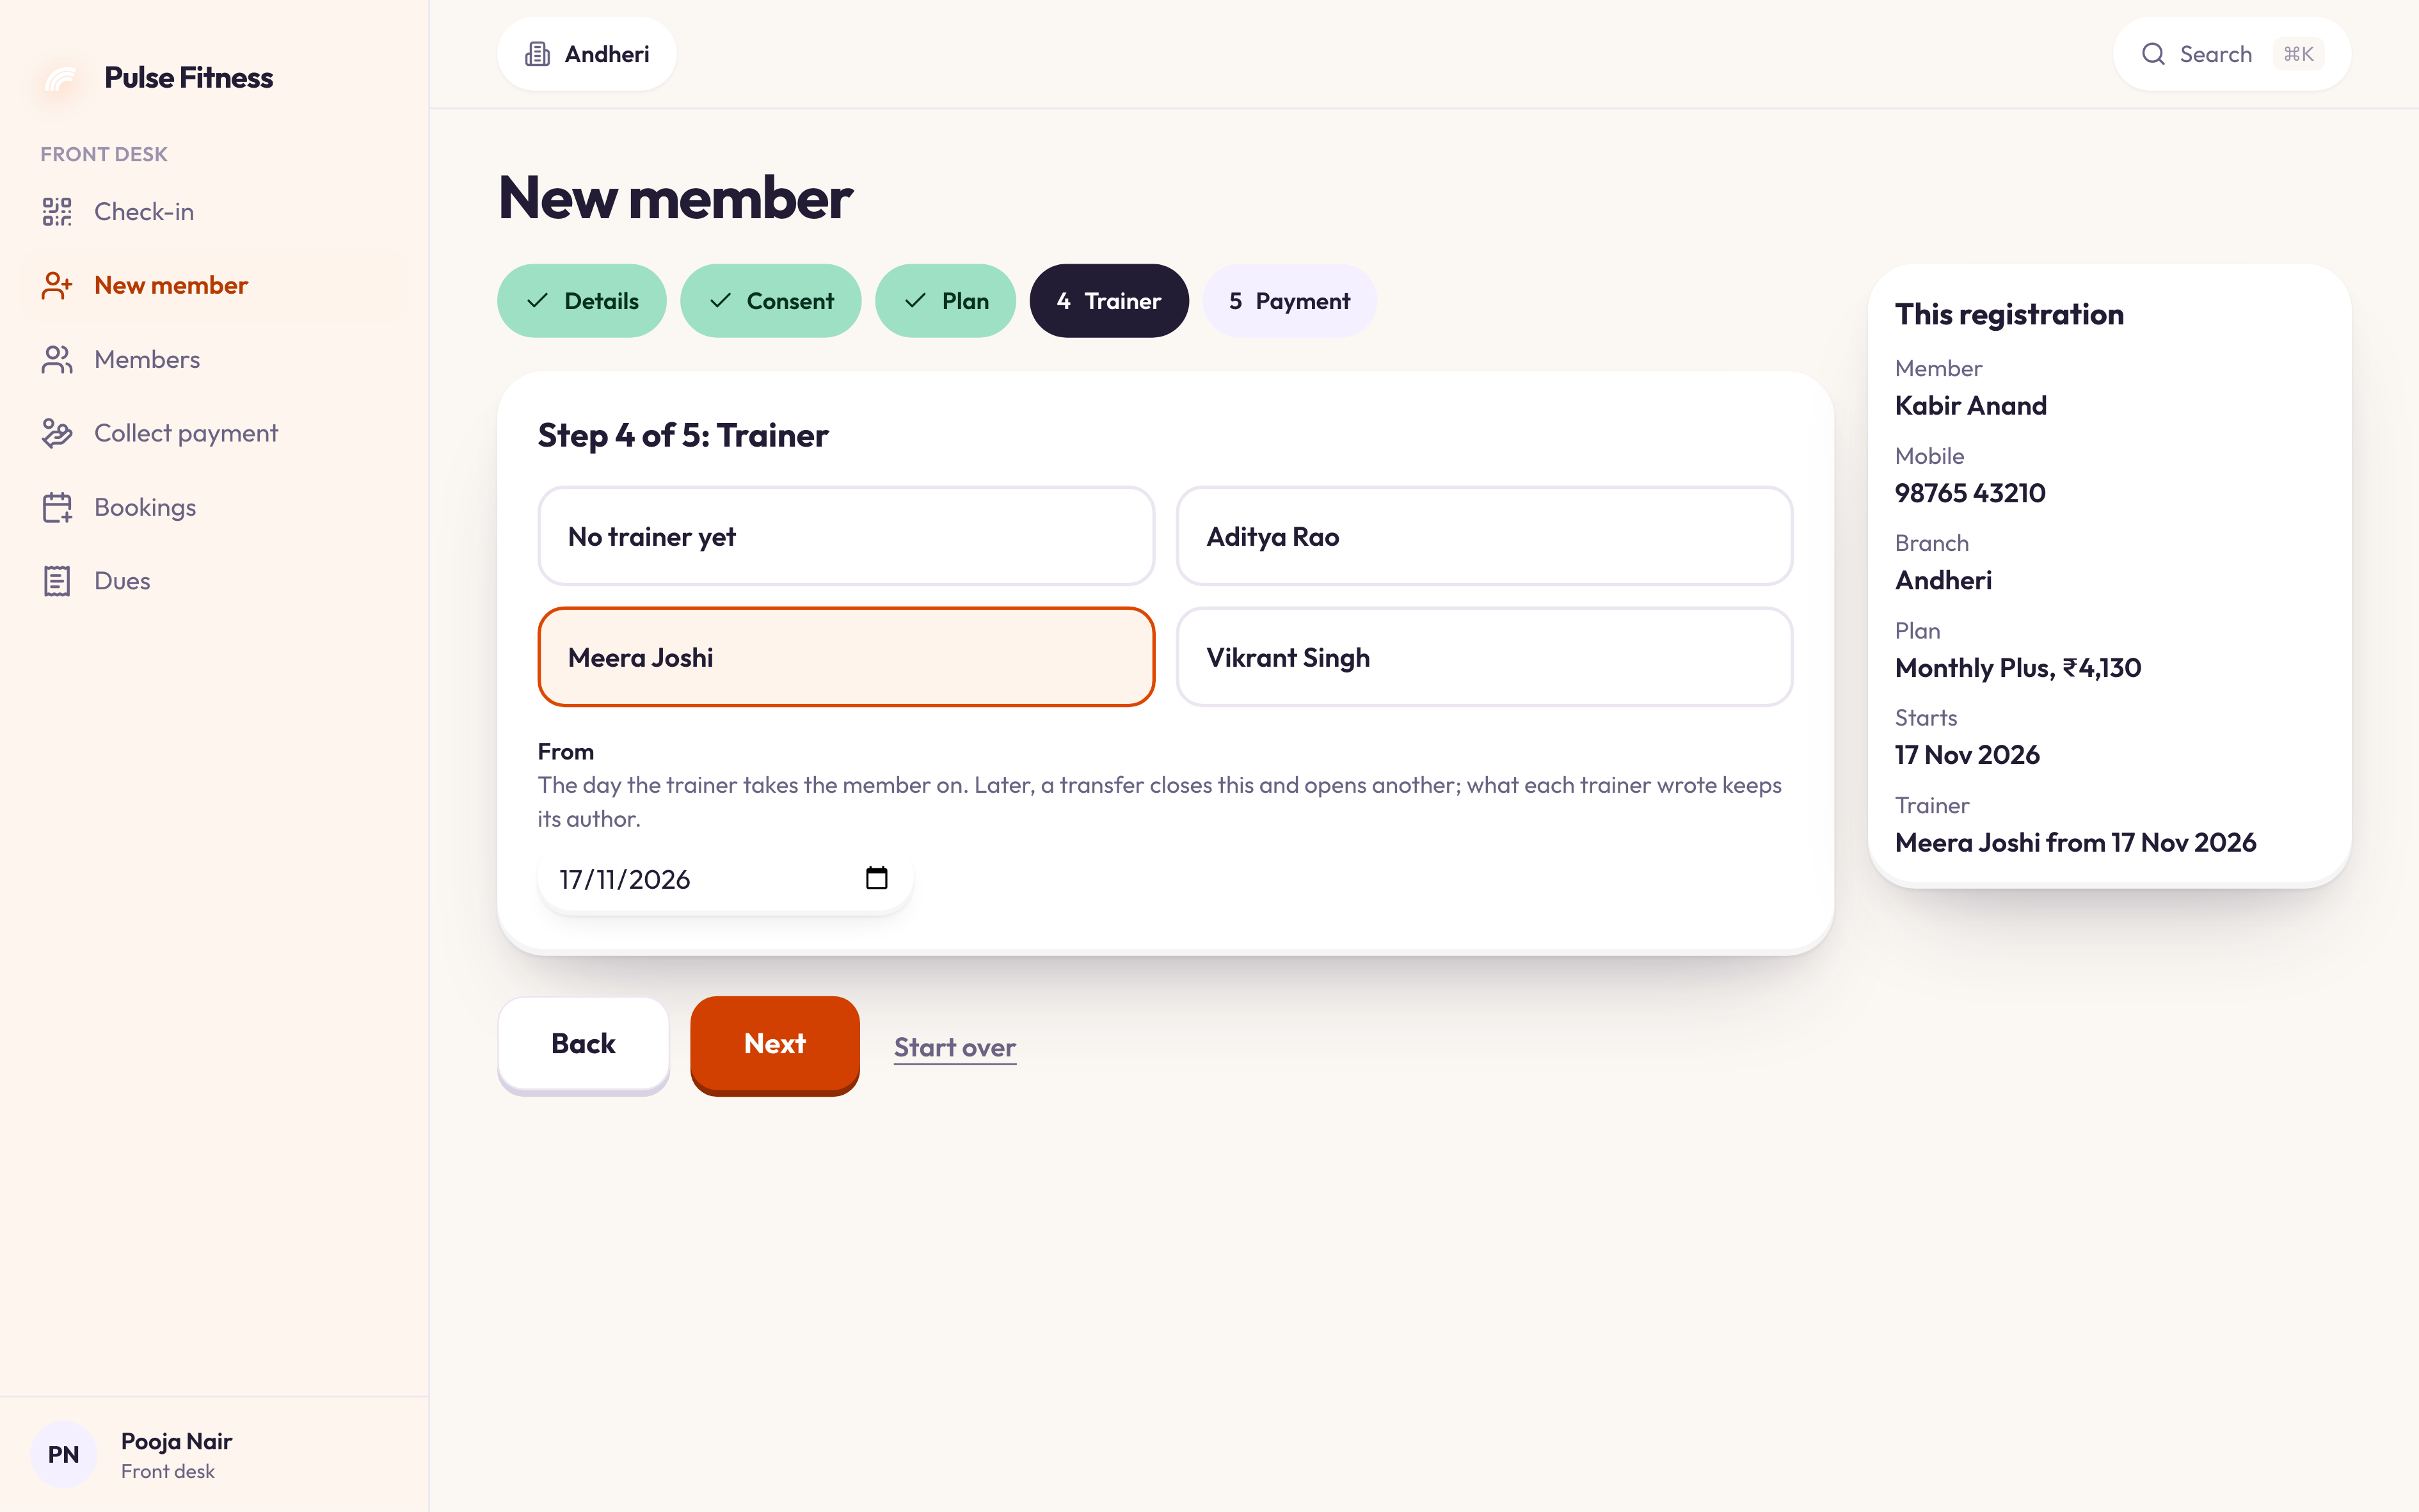 Pulse Fitness
FRONT DESK
Check-in
New member
Members
Collect payment
Bookings
Dues
PN
Pooja Nair
Front desk
Andheri
Search ⌘K
New member
Details
Consent
Plan
4 Trainer
5 Payment
Step 4 of 5: Trainer
No trainer yet
Aditya Rao
Meera Joshi
Vikrant Singh
From
The day the trainer takes the member on. Later, a transfer closes this and opens another; what each trainer wrote keeps
its author.
17/11/2026
Back
Next
Start over
This registration
Member
Kabir Anand
Mobile
98765 43210
Branch
Andheri
Plan
Monthly Plus, ₹4,130
Starts
17 Nov 2026
Trainer
Meera Joshi from 17 Nov 2026